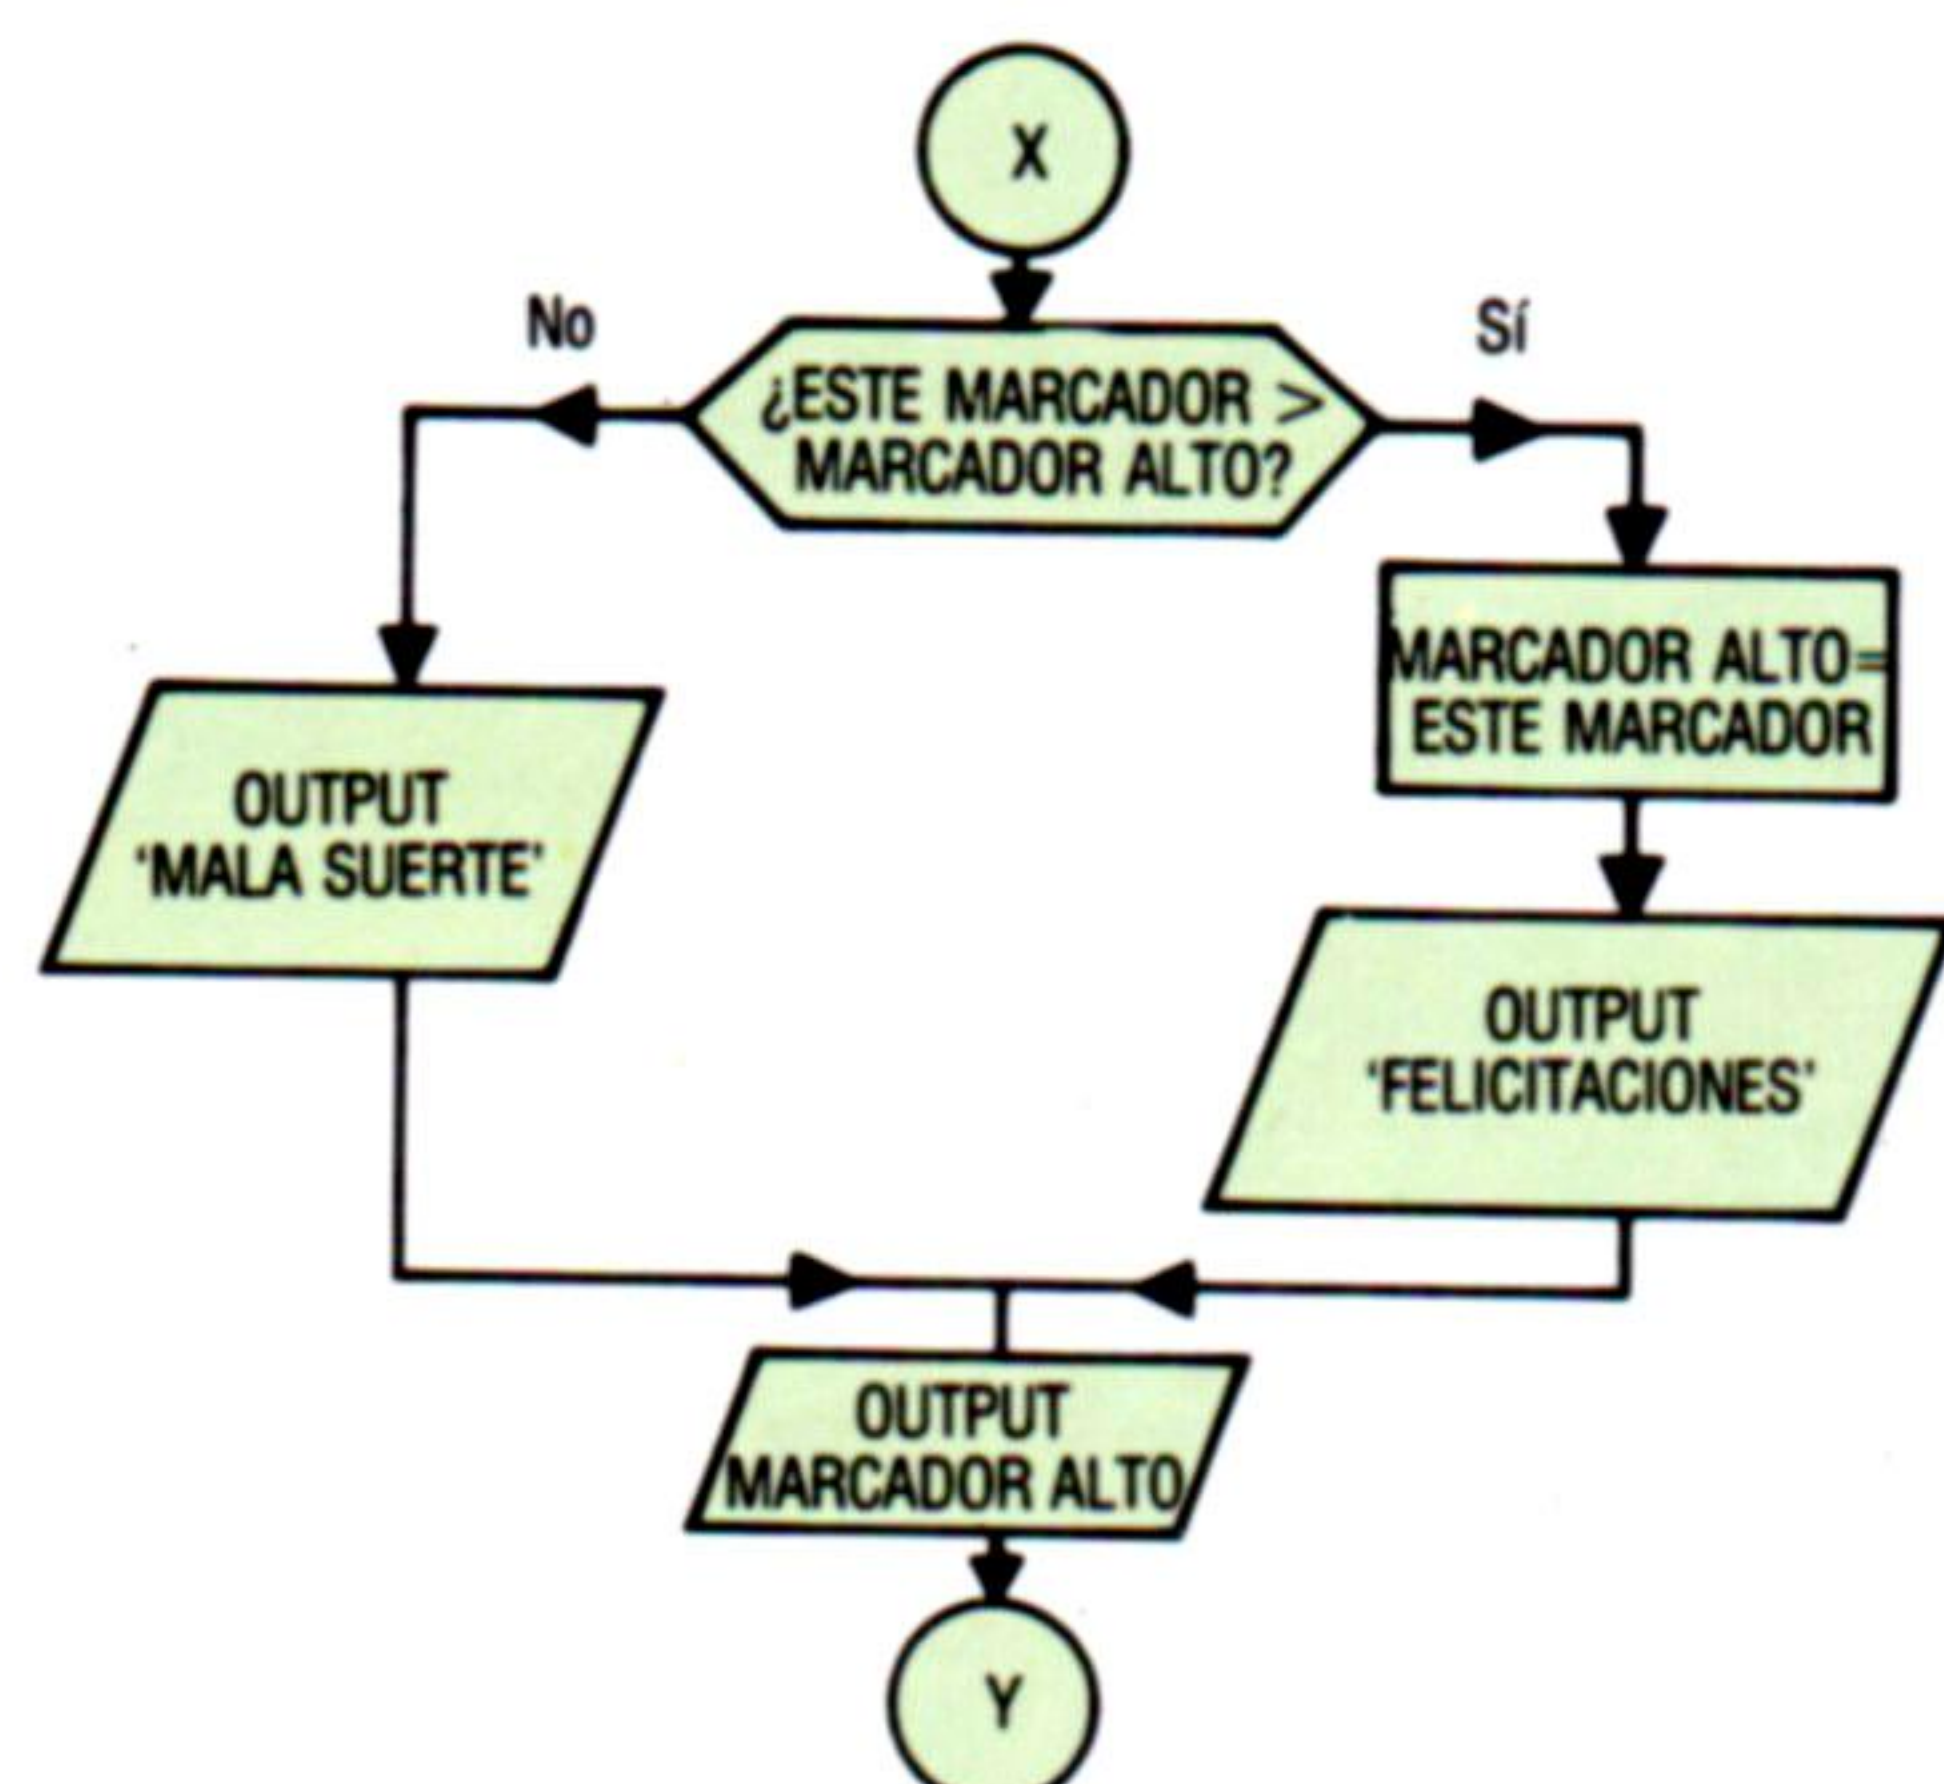 X
No
Sí
¿ESTE MARCADOR >
MARCADOR ALTO?
MARCADOR ALTO=
ESTE MARCADOR
OUTPUT
'MALA SUERTE'
OUTPUT
'FELICITACIONES'
OUTPUT
MARCADOR ALTO
Y